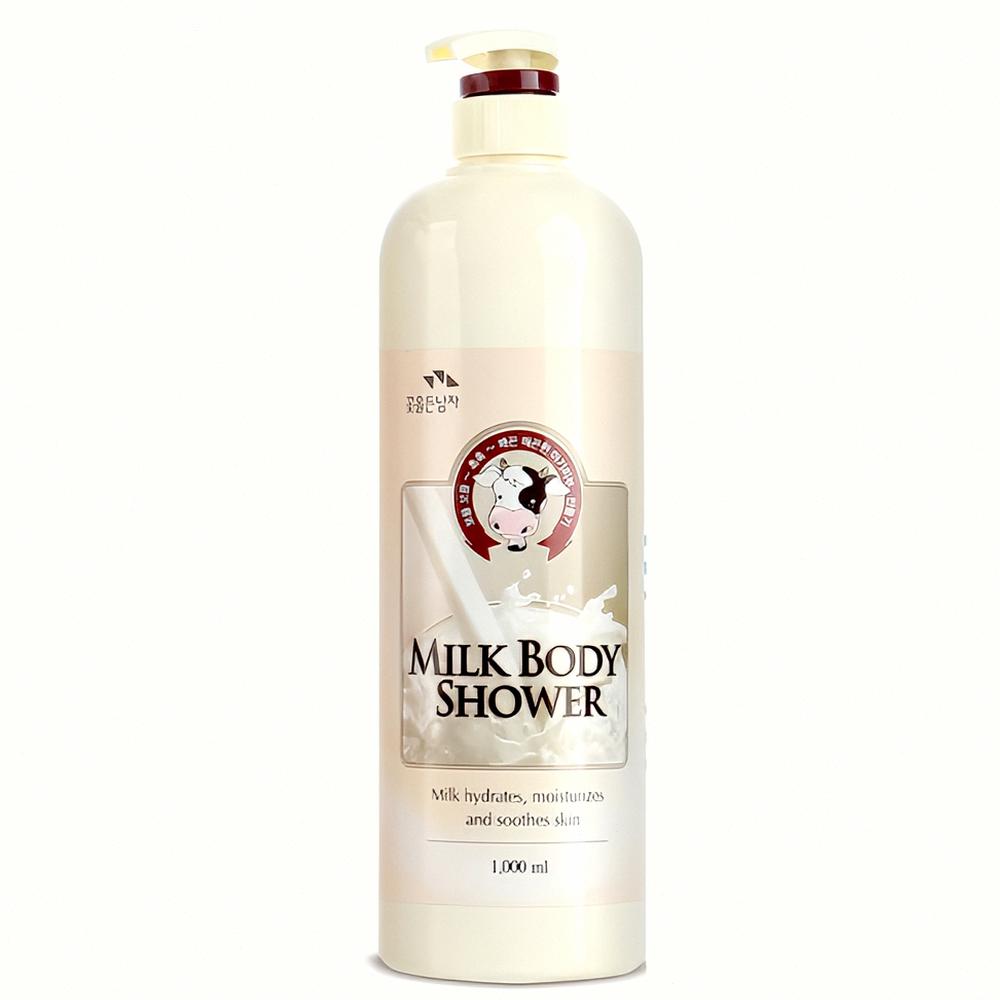 꽃을든남자
MILK BODY
SHOWER
Milk hydrates, moisturizes
and soothes skin
1,000 ml